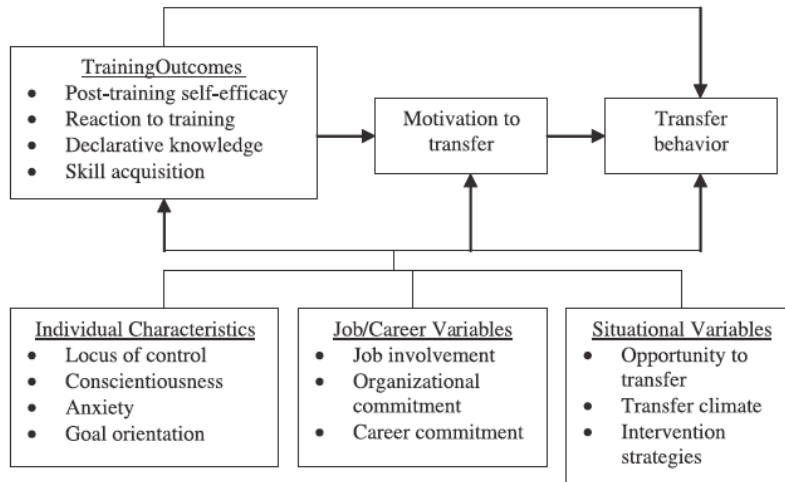 TrainingOutcomes
• Post-training self-efficacy
• Reaction to training
• Declarative knowledge
• Skill acquisition
Motivation to
transfer
Transfer
behavior
Individual Characteristics
• Locus of control
• Conscientiousness
• Anxiety
• Goal orientation
Job/Career Variables
• Job involvement
• Organizational
commitment
• Career commitment
Situational Variables
• Opportunity to
transfer
• Transfer climate
• Intervention
strategies